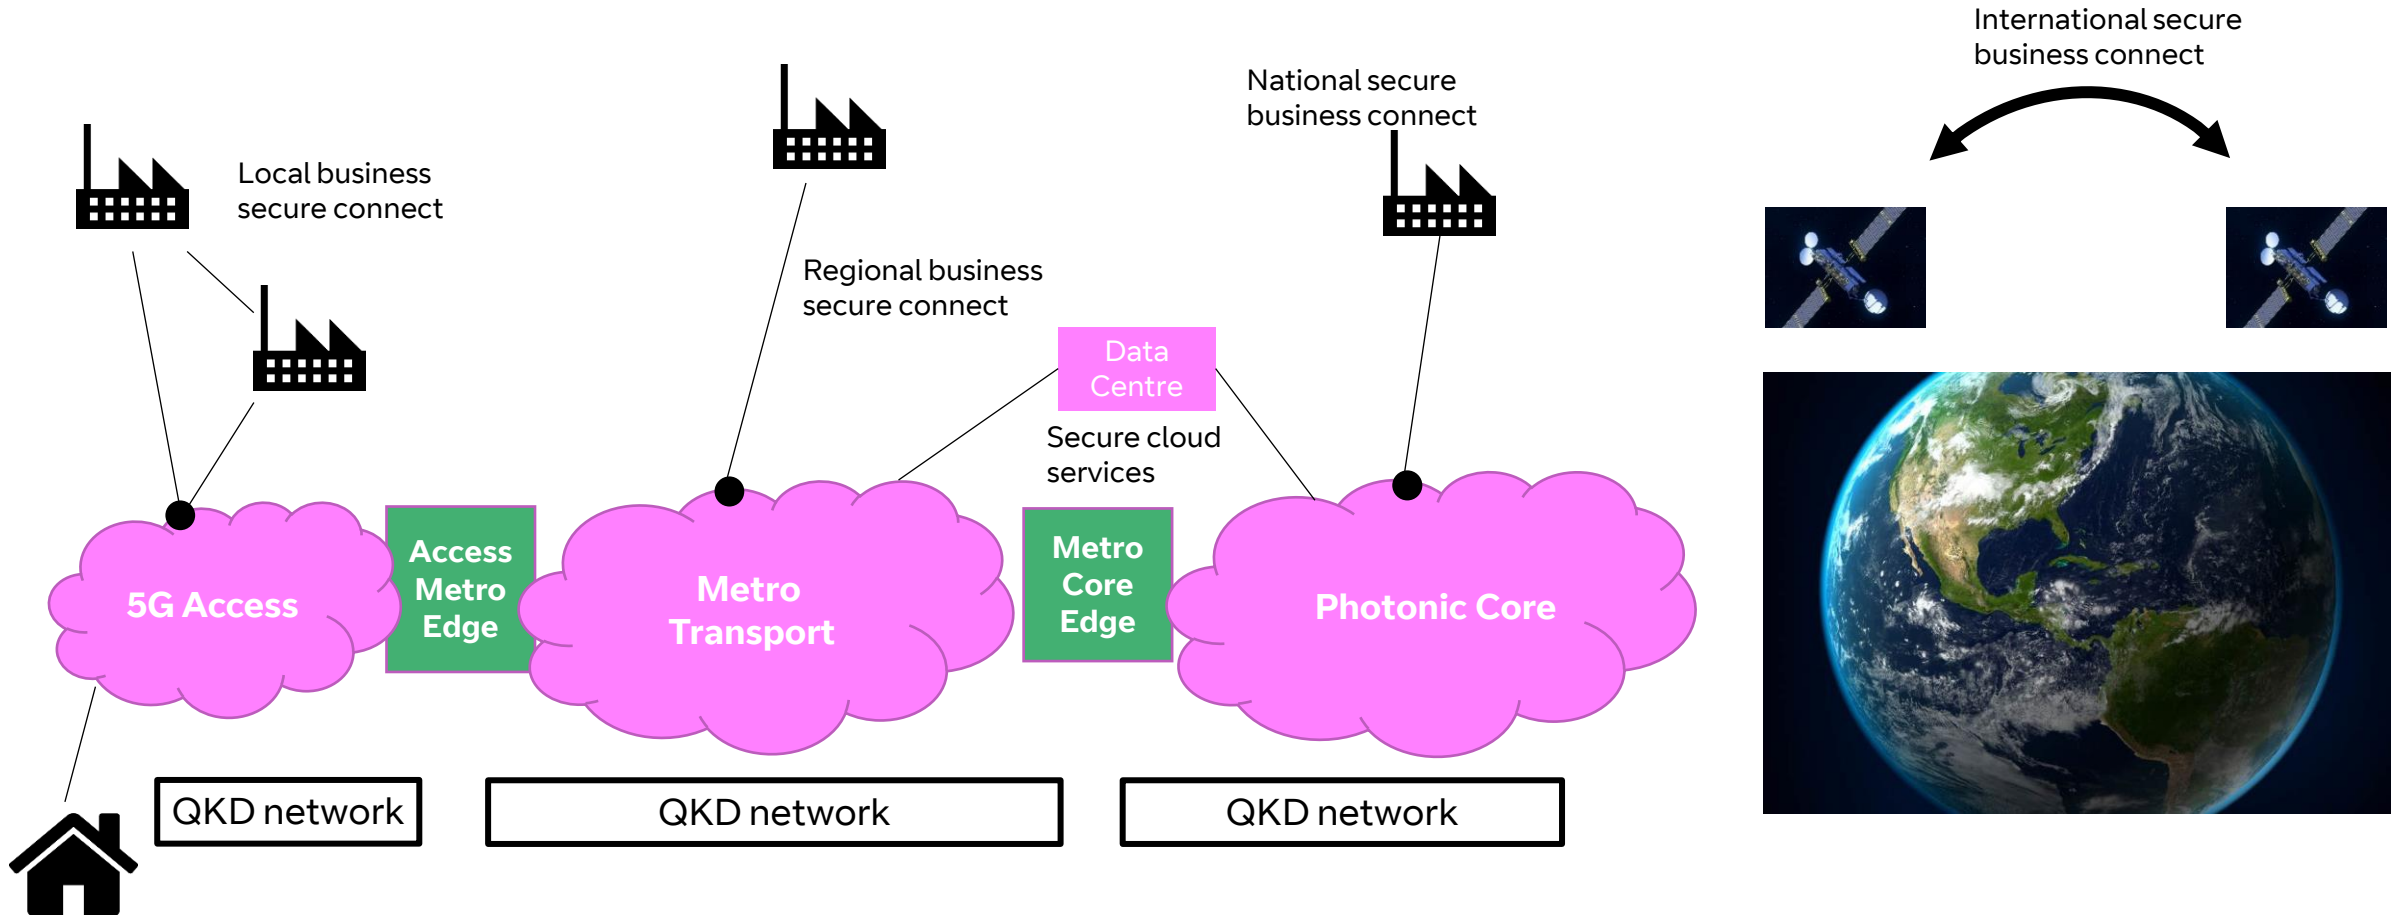 International secure
business connect
National secure
business connect
Local business
secure connect
Regional business
secure connect
Data
Centre
Secure cloud
services
5G Access
Access
Metro
Edge
Metro
Transport
Metro
Core
Edge
Photonic Core
QKD network
QKD network
QKD network